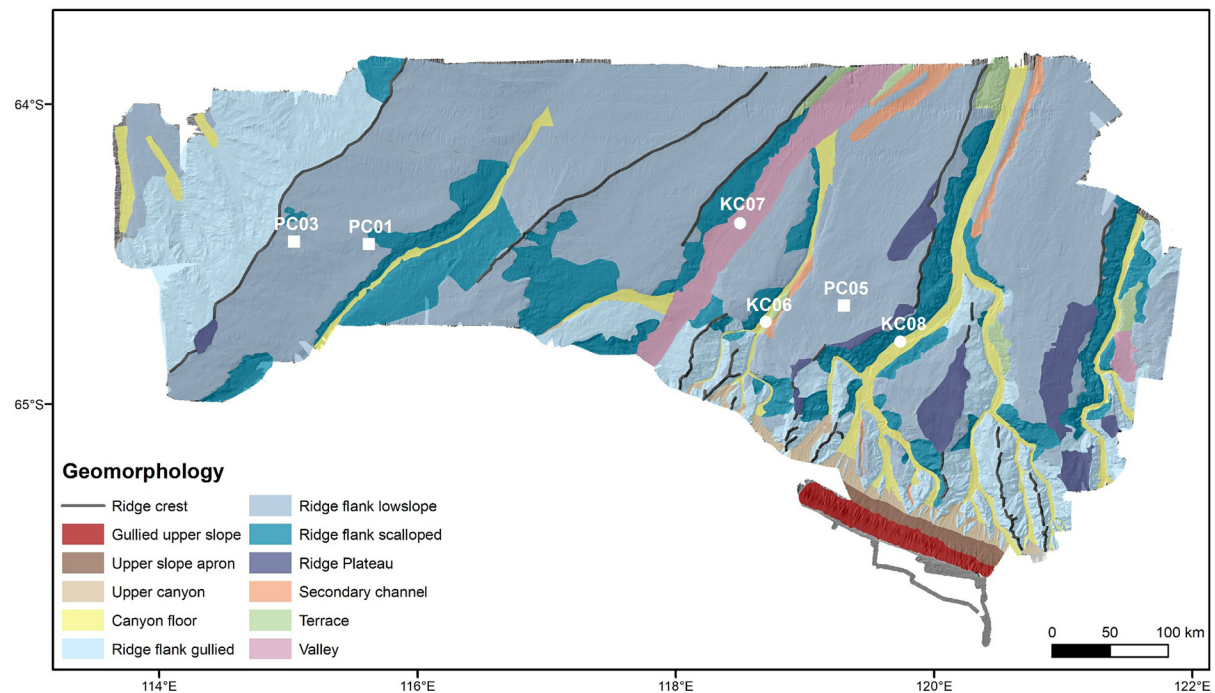 64°S
KC07
PC03
PC01
KC06
PC05
KC08
65°S
Geomorphology
Ridge crest
Gullied upper slope
Upper slope apron
Upper canyon
Canyon floor
Ridge flank gullied
Ridge flank lowslope
Ridge flank scalloped
Ridge Plateau
Secondary channel
Terrace
Valley
0 50 100 km
114°E 116°E 118°E 120°E 122°E